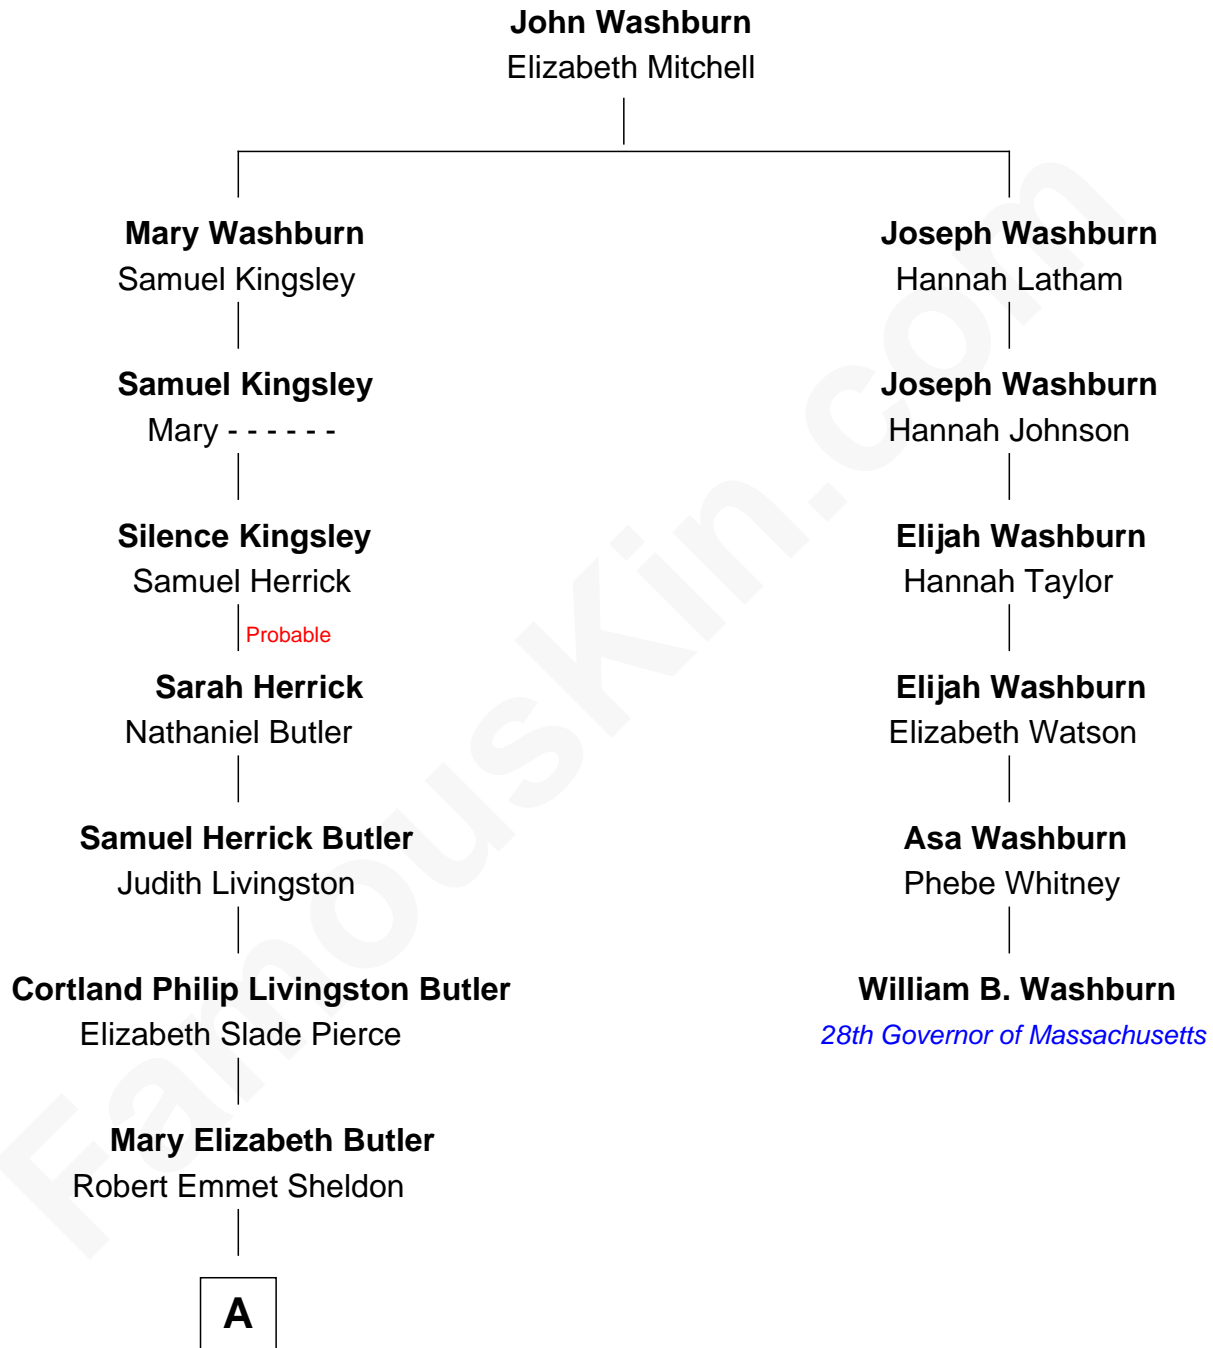 John Washburn
Elizabeth Mitchell
Mary Washburn
Samuel Kingsley
Joseph Washburn
Hannah Latham
Samuel Kingsley
Mary - - - - - -
Joseph Washburn
Hannah Johnson
Silence Kingsley
Samuel Herrick
Elijah Washburn
Hannah Taylor
Probable
Sarah Herrick
Nathaniel Butler
Elijah Washburn
Elizabeth Watson
Samuel Herrick Butler
Judith Livingston
Asa Washburn
Phebe Whitney
Cortland Philip Livingston Butler
Elizabeth Slade Pierce
William B. Washburn
28th Governor of Massachusetts
Mary Elizabeth Butler
Robert Emmet Sheldon
A
FamousKin.com